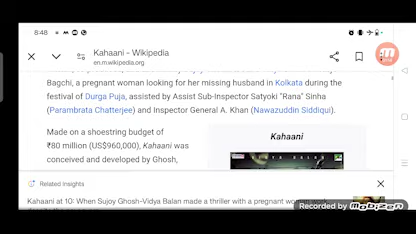 8:48
Kahaani - Wikipedia
en.m.wikipedia.org
Bagchi, a pregnant woman looking for her missing husband in Kolkata during the
festival of Durga Puja, assisted by Assist Sub-Inspector Satyoki "Rana" Sinha
(Parambrata Chatterjee) and Inspector General A. Khan (Nawazuddin Siddiqui).
Made on a shoestring budget of
₹80 million (US$960,000), Kahaani was
conceived and developed by Ghosh,
Kahaani
Related Insights
Kahaani at 10: When Sujoy Ghosh-Vidya Balan made a thriller with a pregnant woman
Recorded by
MOBIZEN